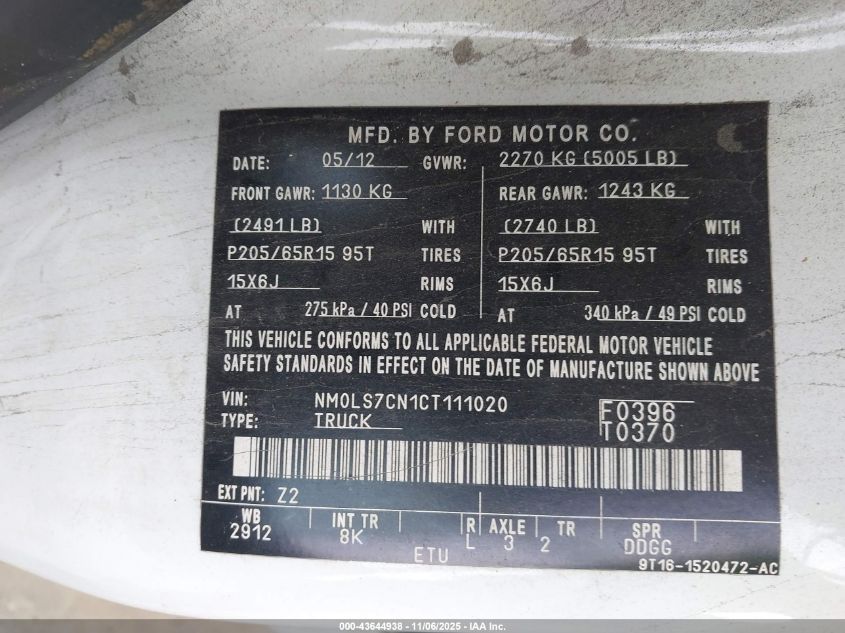 MFD. BY FORD MOTOR CO.
DATE: 05/12 GVWR: 2270 KG (5005 LB)
FRONT GAWR: 1130 KG REAR GAWR: 1243 KG
(2491 LB) WITH (2740 LB) WITH
P205/65R15 95T TIRES P205/65R15 95T TIRES
15X6J RIMS 15X6J RIMS
AT 275 kPa / 40 PSI COLD AT 340 kPa / 49 PSI COLD
THIS VEHICLE CONFORMS TO ALL APPLICABLE FEDERAL MOTOR VEHICLE
SAFETY STANDARDS IN EFFECT ON THE DATE OF MANUFACTURE SHOWN ABOVE
VIN: NM0LS7CN1CT111020 F0396
TYPE: TRUCK T0370
EXT PNT: Z2
WB INT TR R AXLE TR SPR
2912 8K L 3 2 DDGG
ETU 9T16-1520472-AC
000-43644938 - 11/06/2025 - IAA Inc.